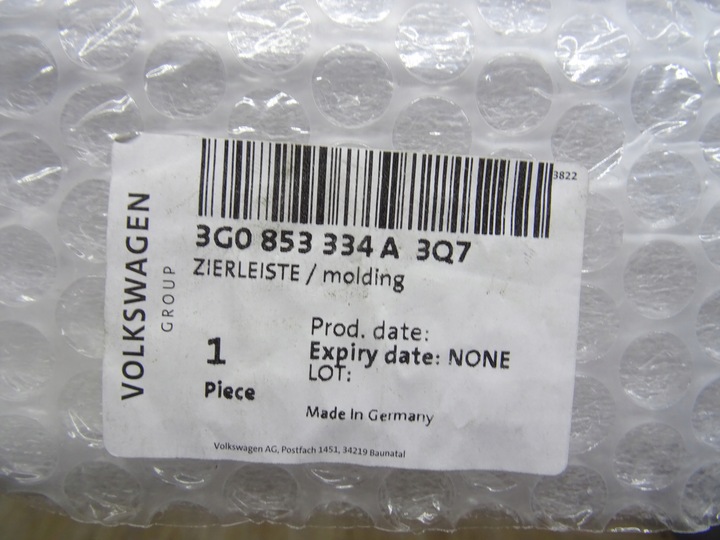 3822
3G0 853 334 A 3Q7
ZIERLEISTE / molding
VOLKSWAGEN
GROUP
1
Piece
Prod. date:
Expiry date: NONE
LOT:
Made In Germany
Volkswagen AG, Postfach 1451, 34219 Baunatal